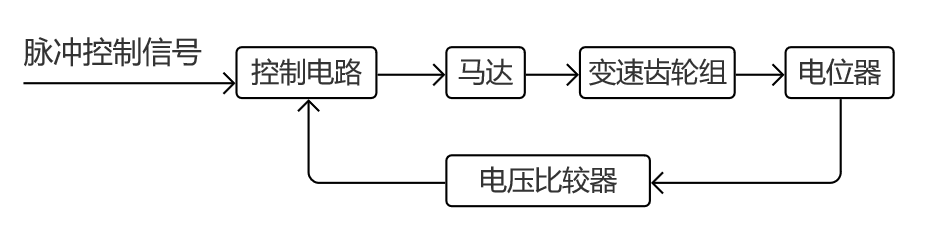 脉冲控制信号
控制电路
马达
变速齿轮组
电位器
电压比较器